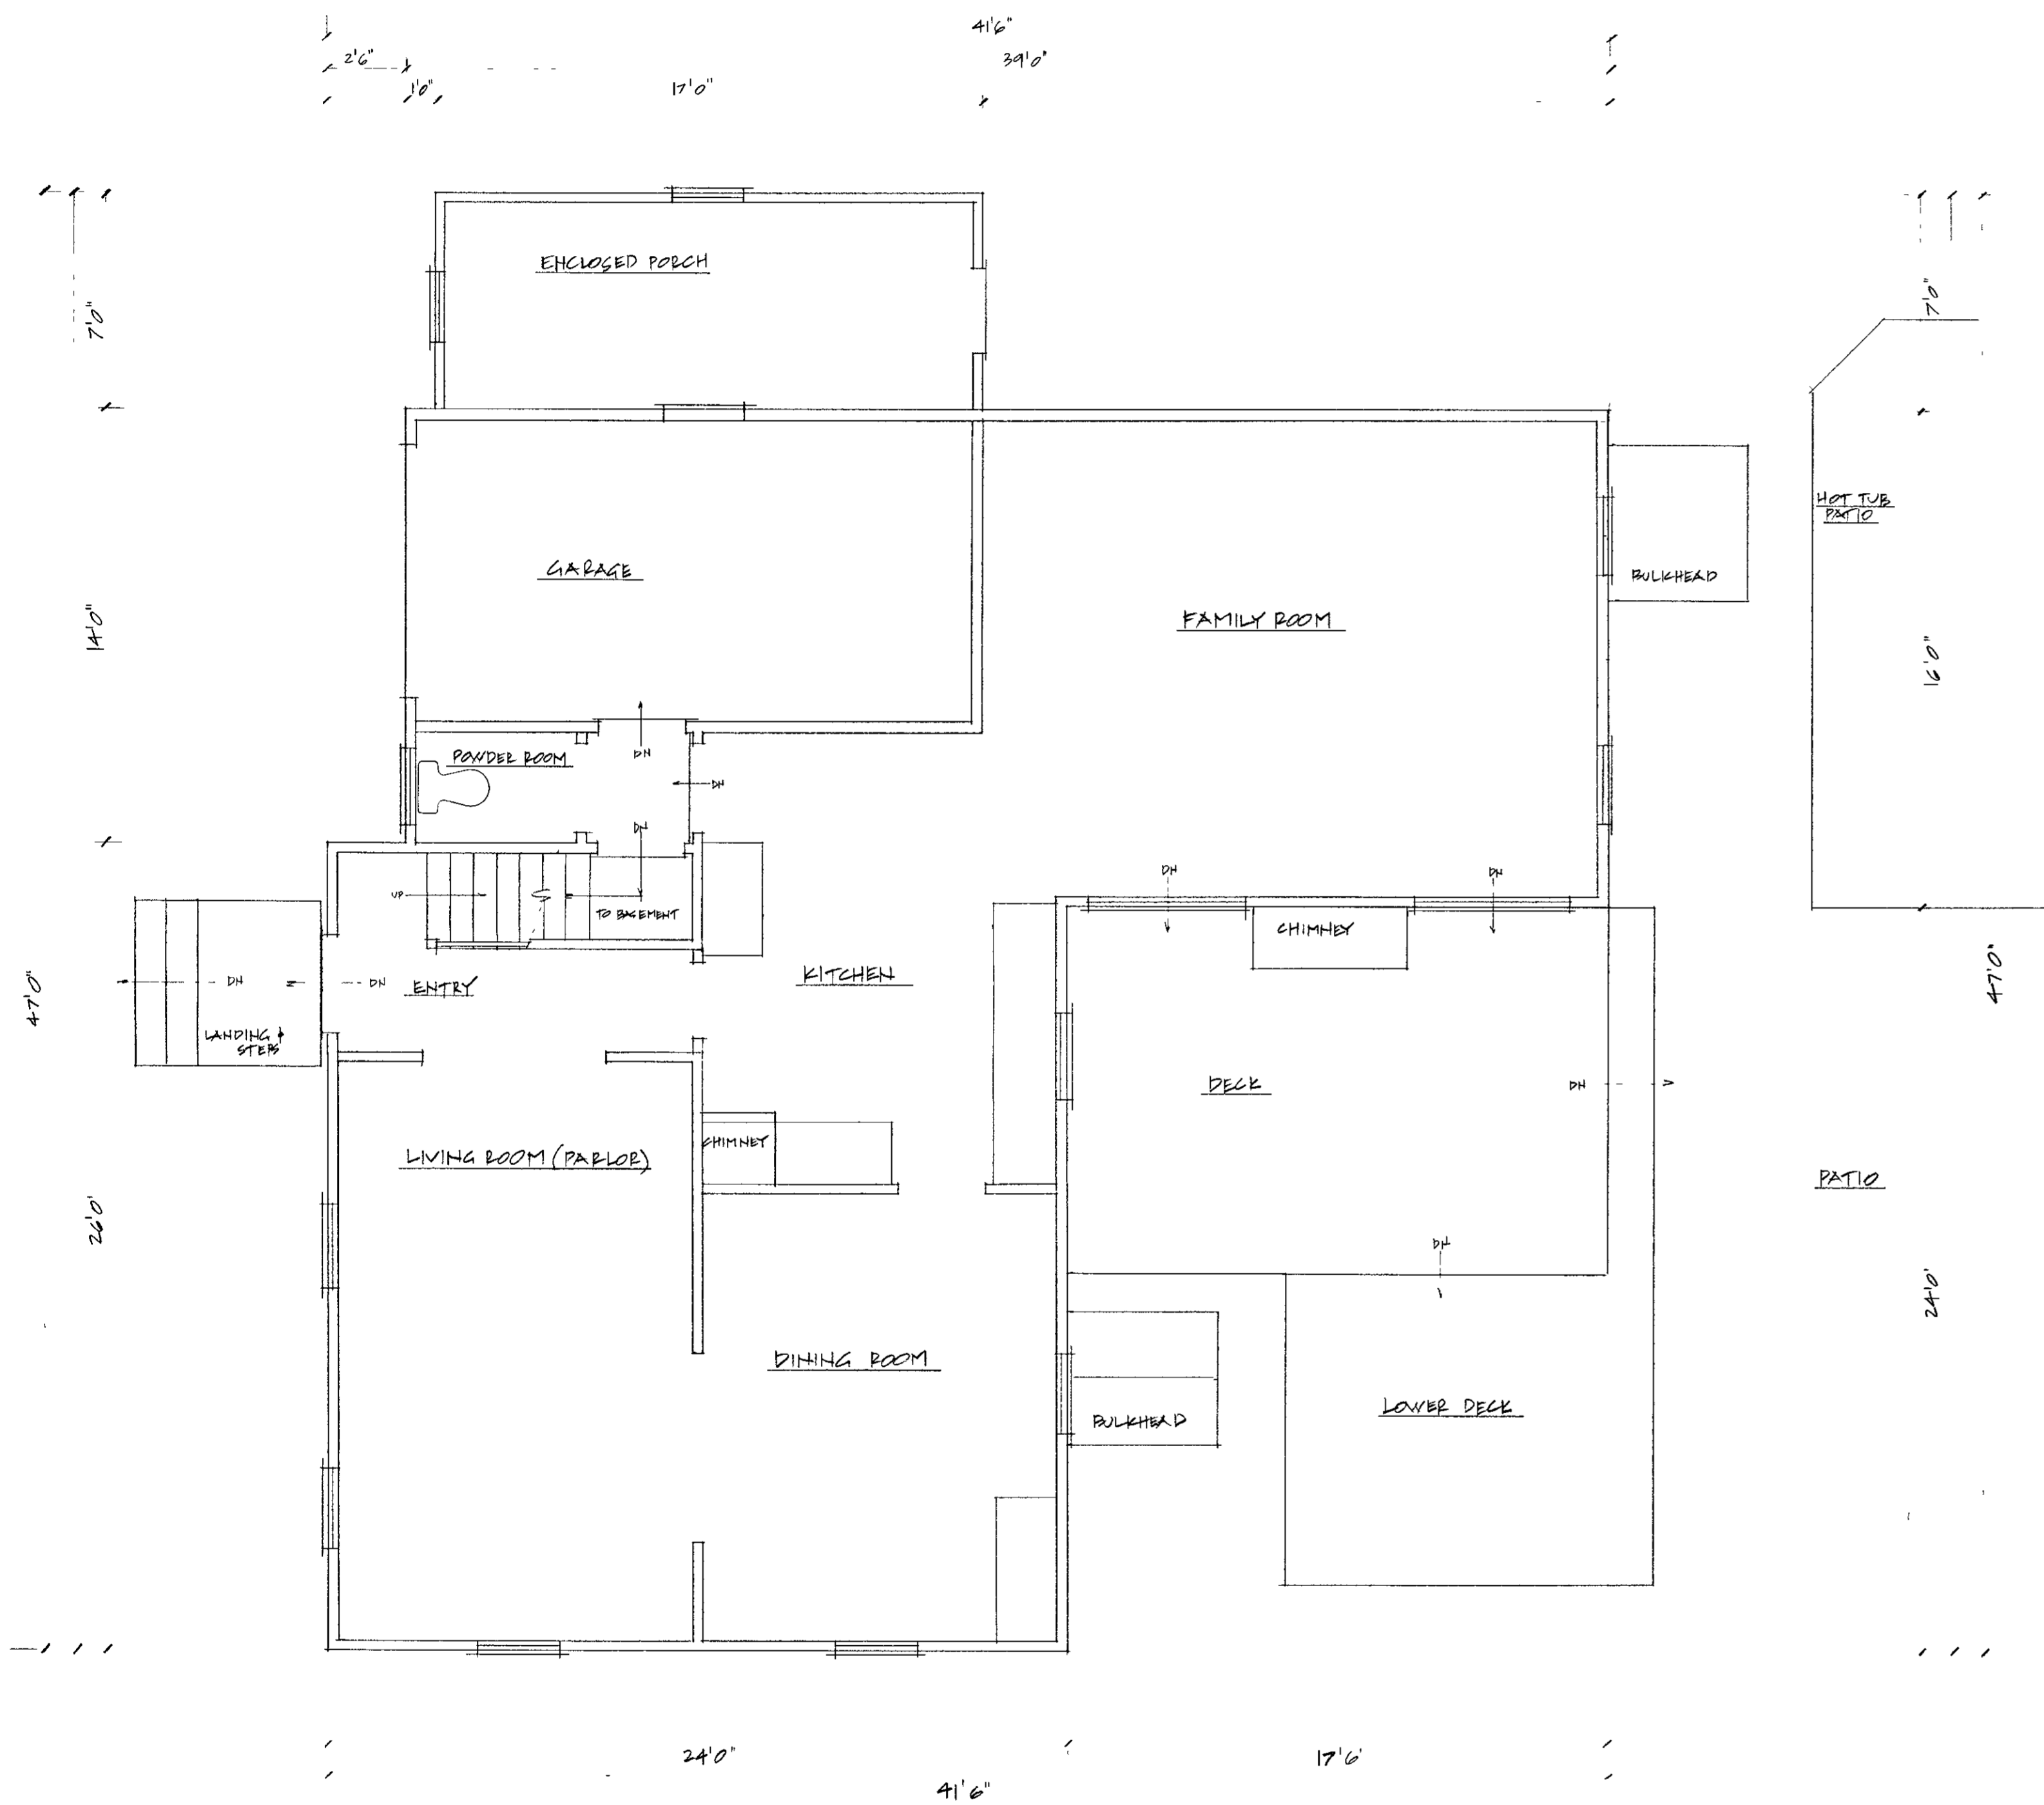 41'6"
2'6"
39'0"
1'0"
17'0"
ENCLOSED PORCH
7'0"
7'0"
HOT TUB
PATIO
GARAGE
BULKHEAD
FAMILY ROOM
14'0"
16'0"
POWDER ROOM
DN
DN
DN
UP
TO BASEMENT
DN
DN
CHIMNEY
KITCHEN
47'0"
DN
DN
ENTRY
47'0"
LANDING &
STEPS
DECK
DN
CHIMNEY
LIVING ROOM (PARLOR)
PATIO
26'0'
DN
24'0'
DINING ROOM
LOWER DECK
BULKHEAD
24'0"
17'6'
41'6"